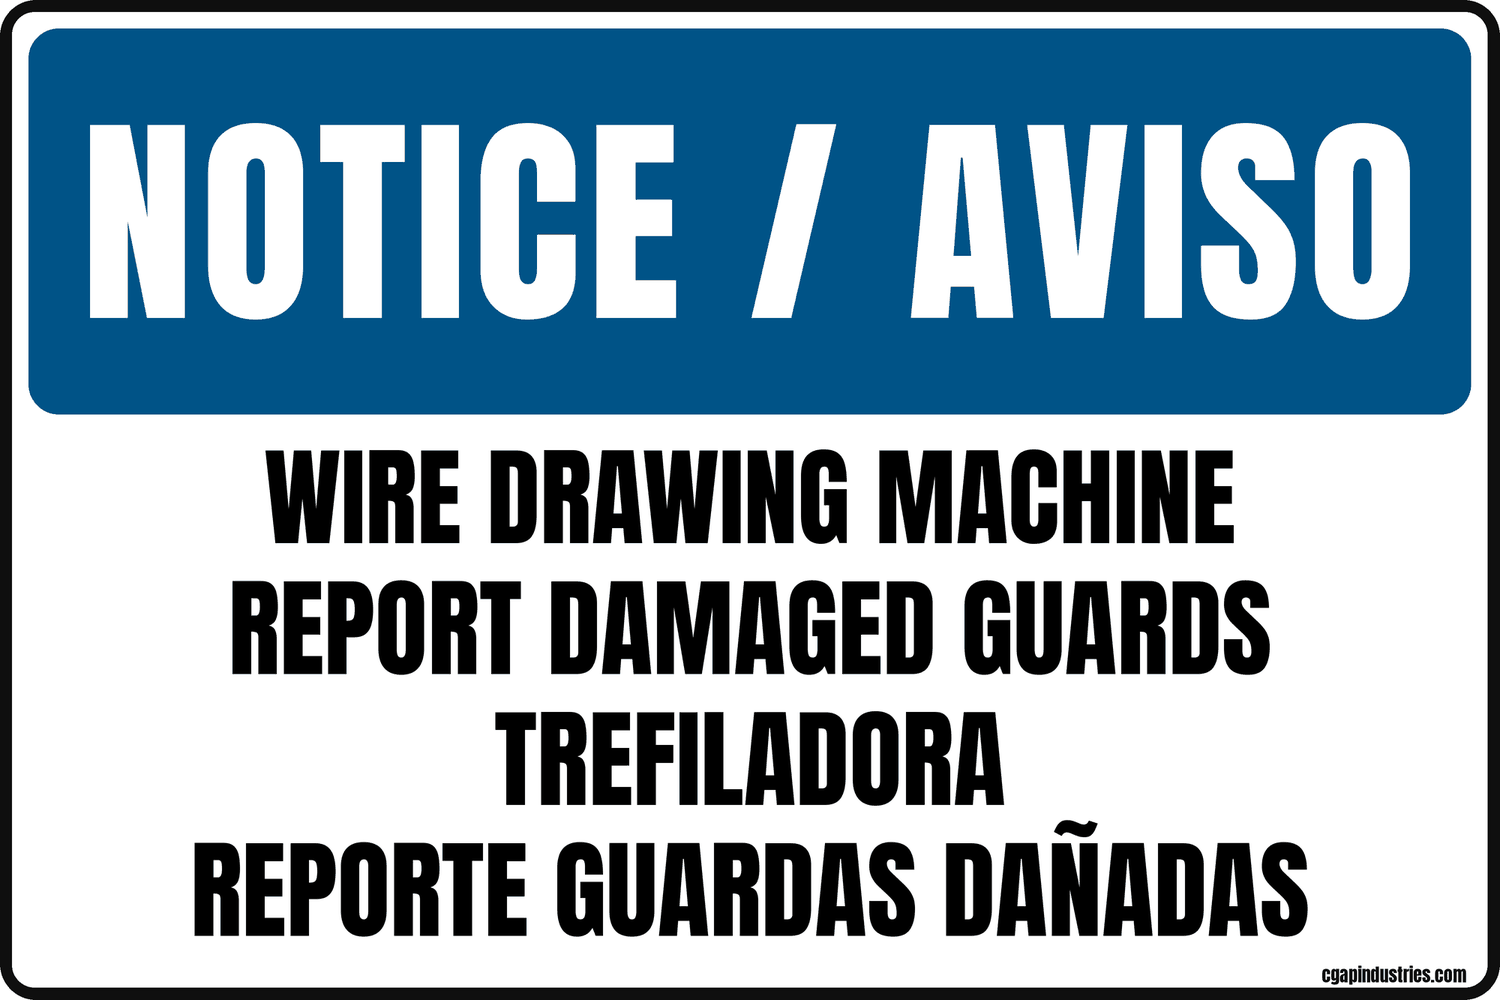 NOTICE / AVISO
WIRE DRAWING MACHINE
REPORT DAMAGED GUARDS
TREFILADORA
REPORTE GUARDAS DAÑADAS
cgapindustries.com